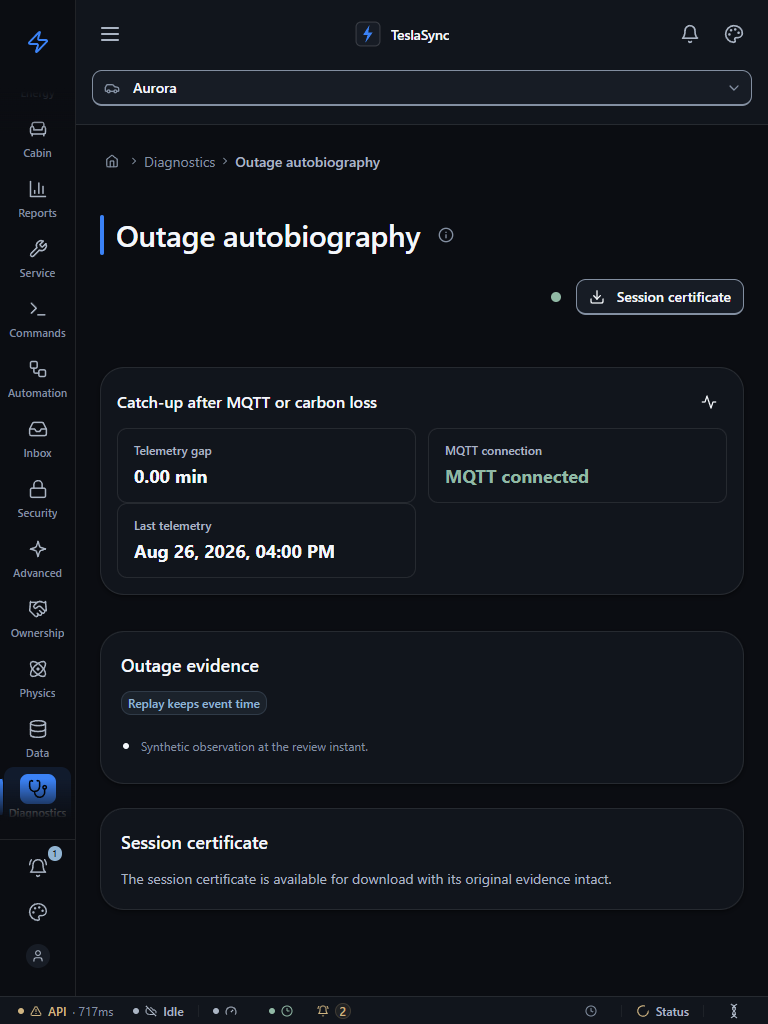 TeslaSync
Aurora
Energy
Cabin
Reports
Service
Commands
Automation
Inbox
Security
Advanced
Ownership
Physics
Data
Diagnostics
1
Diagnostics
Outage autobiography
Outage autobiography
Session certificate
Catch-up after MQTT or carbon loss
Telemetry gap
0.00 min
MQTT connection
MQTT connected
Last telemetry
Aug 26, 2026, 04:00 PM
Outage evidence
Replay keeps event time
Synthetic observation at the review instant.
Session certificate
The session certificate is available for download with its original evidence intact.
API · 717ms
Idle
2
Status